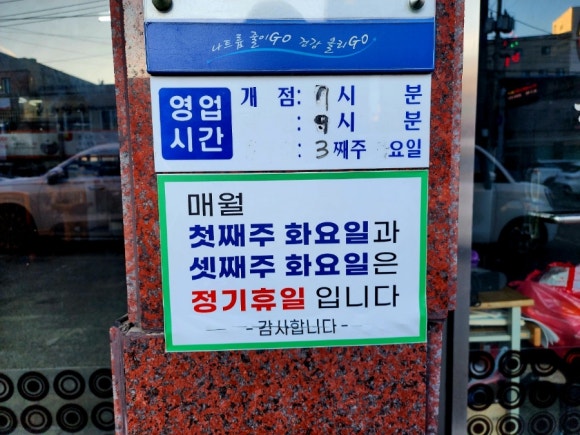 나트륨 줄이GO 건강 올리GO
영업
시간
개 점: 7시 분
: 9시 분
: 3째주 요일
매월
첫째주 화요일과
셋째주 화요일은
정기휴일 입니다
- 감사합니다 -